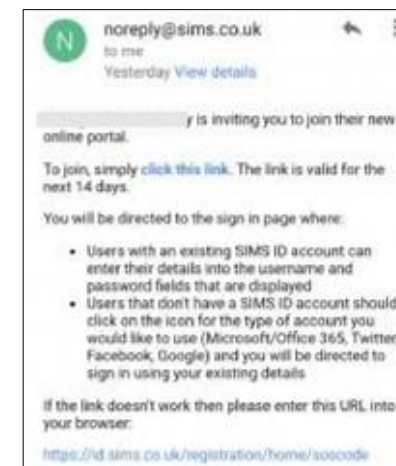 N
noreply@sims.co.uk
to me
Yesterday View details
y is inviting you to join their new
online portal.
To join, simply click this link. The link is valid for the
next 14 days.
You will be directed to the sign in page where:
• Users with an existing SIMS ID account can
enter their details into the username and
password fields that are displayed
• Users that don't have a SIMS ID account should
click on the icon for the type of account you
would like to use (Microsoft/Office 365, Twitter,
Facebook, Google) and you will be directed to
sign in using your existing details
If the link doesn't work then please enter this URL into
your browser:
https://id.sims.co.uk/registration/home/soscode